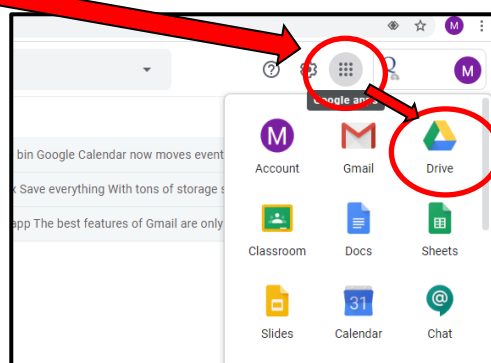 M
M
Google apps
bin Google Calendar now moves event
Save everything With tons of storage s
app The best features of Gmail are only
M
Account Gmail Drive
Classroom Docs Sheets
31
Slides Calendar Chat